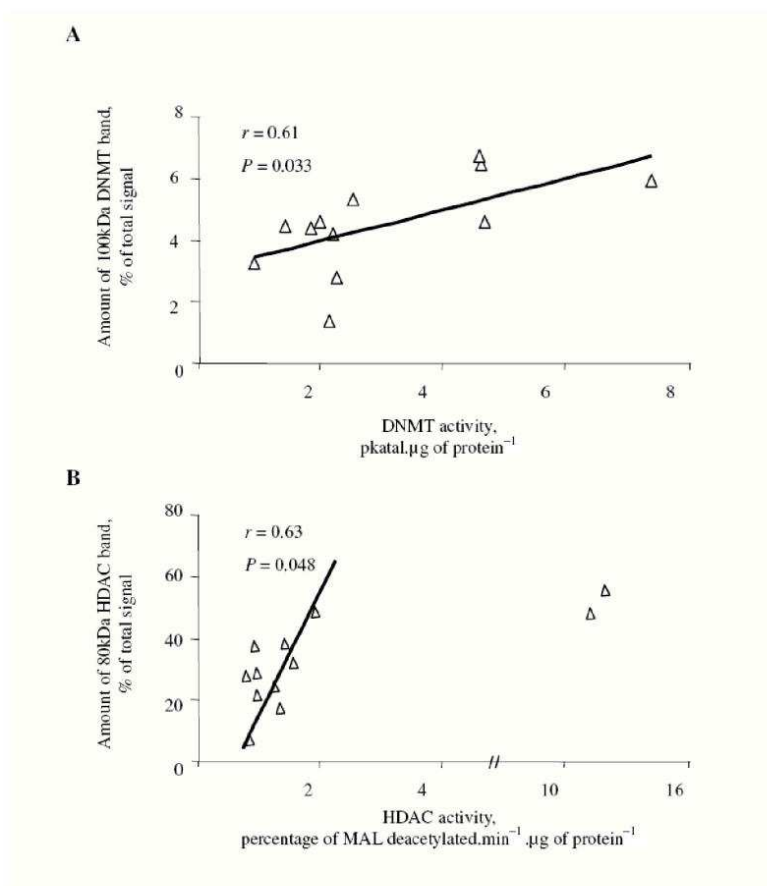 A
Amount of 100kDa DNMT band,
% of total signal
8
6
4
2
0
r = 0.61
P = 0.033
2 4 6 8
DNMT activity,
pkatal.µg of protein⁻¹
B
Amount of 80kDa HDAC band,
% of total signal
80
60
40
20
0
r = 0.63
P = 0.048
2 4 // 10 16
HDAC activity,
percentage of MAL deacetylated.min⁻¹.µg of protein⁻¹